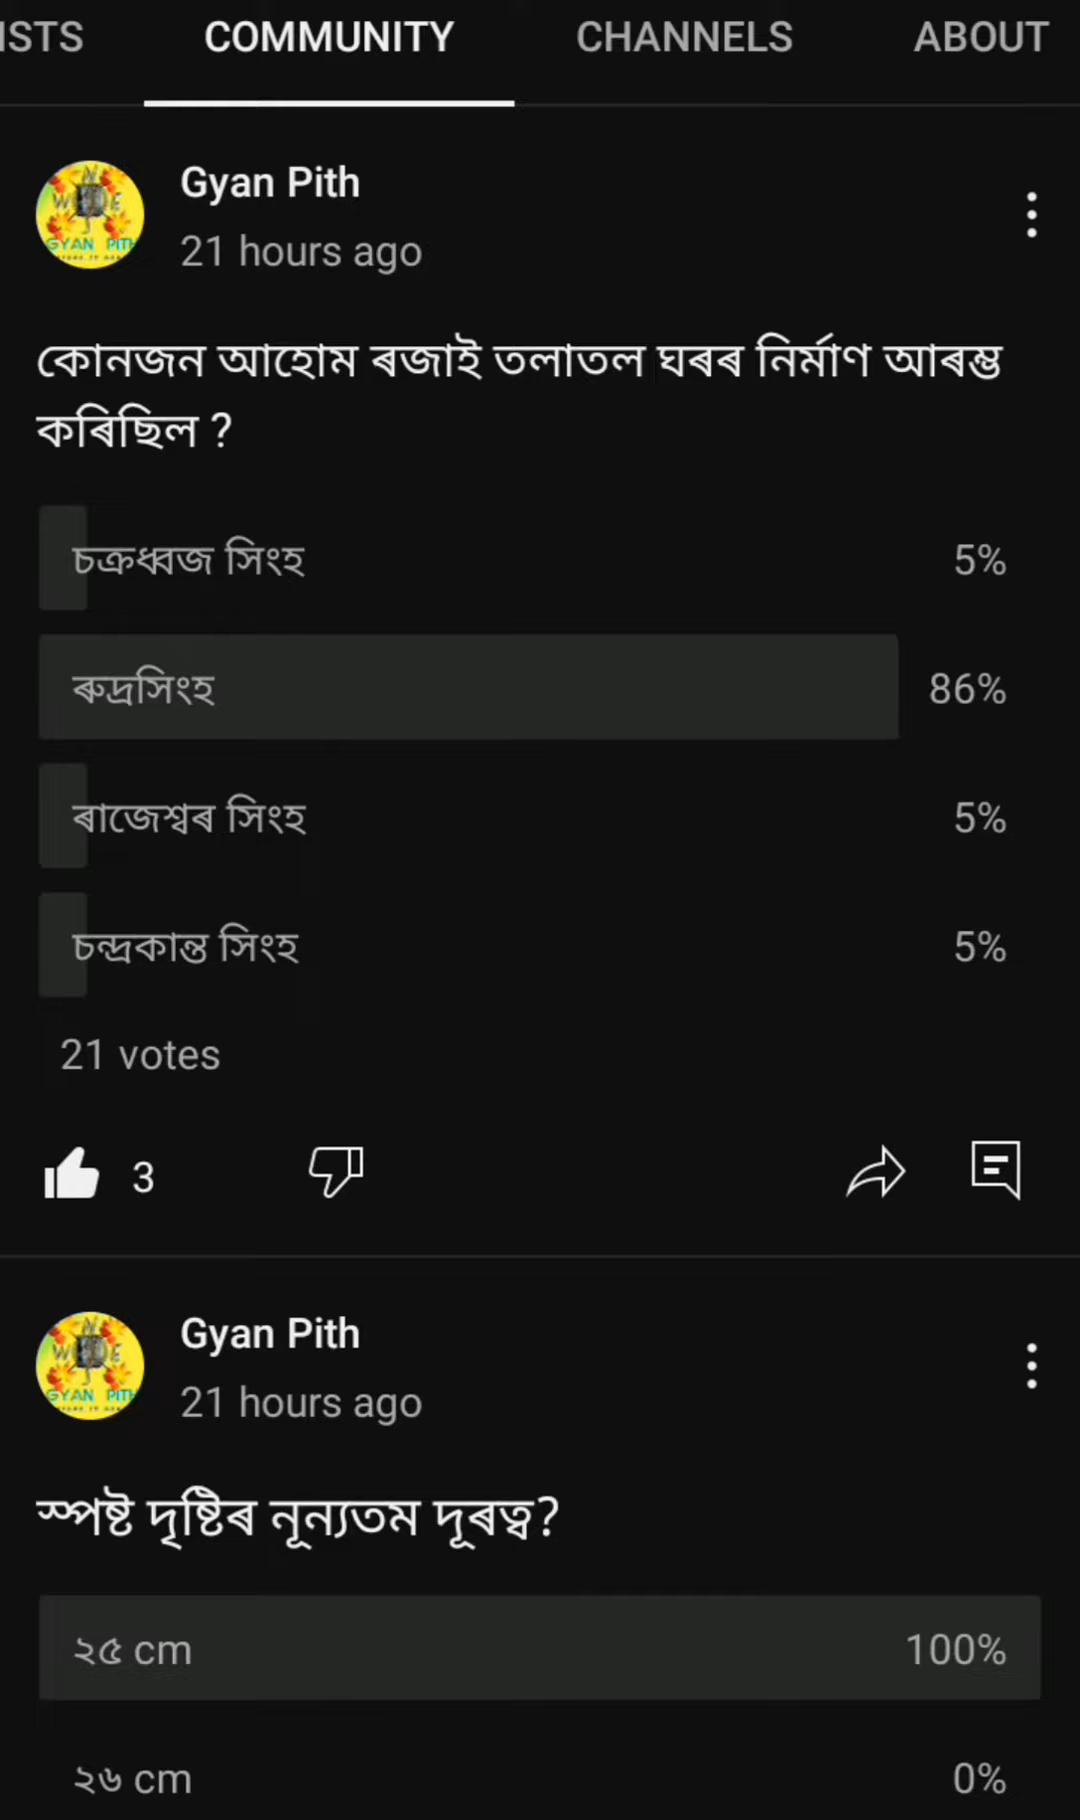 ISTS COMMUNITY CHANNELS ABOUT
Gyan Pith
21 hours ago
কোনজন আহোম ৰজাই তলাতল ঘৰৰ নিৰ্মাণ আৰম্ভ
কৰিছিল ?
চক্ৰধ্বজ সিংহ 5%
ৰুদ্ৰসিংহ 86%
ৰাজেশ্বৰ সিংহ 5%
চন্দ্ৰকান্ত সিংহ 5%
21 votes
3
Gyan Pith
21 hours ago
স্পষ্ট দৃষ্টিৰ নূন্যতম দূৰত্ব?
২৫ cm 100%
২৬ cm 0%